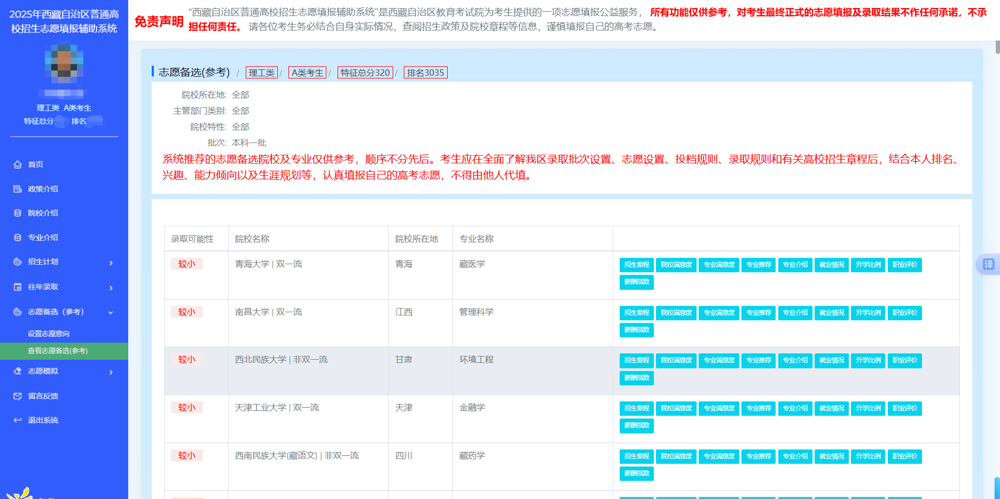 2025年西藏自治区普通高
校招生志愿填报辅助系统
理工类 A类考生
特征总分 排名
首页
政策介绍
院校介绍
专业介绍
招生计划
往年录取
志愿备选（参考）
设置志愿意向
查看志愿备选(参考)
志愿模拟
留言反馈
退出系统
免责声明
“西藏自治区普通高校招生志愿填报辅助系统”是西藏自治区教育考试院为考生提供的一项志愿填报公益服务，所有功能仅供参考，对考生最终正式的志愿填报及录取结果不作任何承诺，不承
担任何责任。 请各位考生务必结合自身实际情况，查阅招生政策及院校章程等信息，谨慎填报自己的高考志愿。
志愿备选(参考) / 理工类 / A类考生 / 特征总分320 / 排名3035
院校所在地: 全部
主管部门类别: 全部
院校特性: 全部
批次: 本科一批
系统推荐的志愿备选院校及专业仅供参考，顺序不分先后。考生应在全面了解我区录取批次设置、志愿设置、投档规则、录取规则和有关高校招生章程后，结合本人排名、
兴趣、能力倾向以及生涯规划等，认真填报自己的高考志愿，不得由他人代填。
录取可能性 院校名称 院校所在地 专业名称
较小 青海大学 | 双一流 青海 藏医学 招生章程 院校满意度 专业满意度 专业推荐 专业介绍 就业情况 升学比例 职业评价
薪酬指数
较小 南昌大学 | 双一流 江西 管理科学 招生章程 院校满意度 专业满意度 专业推荐 专业介绍 就业情况 升学比例 职业评价
薪酬指数
较小 西北民族大学 | 非双一流 甘肃 环境工程 招生章程 院校满意度 专业满意度 专业推荐 专业介绍 就业情况 升学比例 职业评价
薪酬指数
较小 天津工业大学 | 双一流 天津 金融学 招生章程 院校满意度 专业满意度 专业推荐 专业介绍 就业情况 升学比例 职业评价
薪酬指数
较小 西南民族大学(藏语文) | 非双一流 四川 藏药学 招生章程 院校满意度 专业满意度 专业推荐 专业介绍 就业情况 升学比例 职业评价
薪酬指数
译